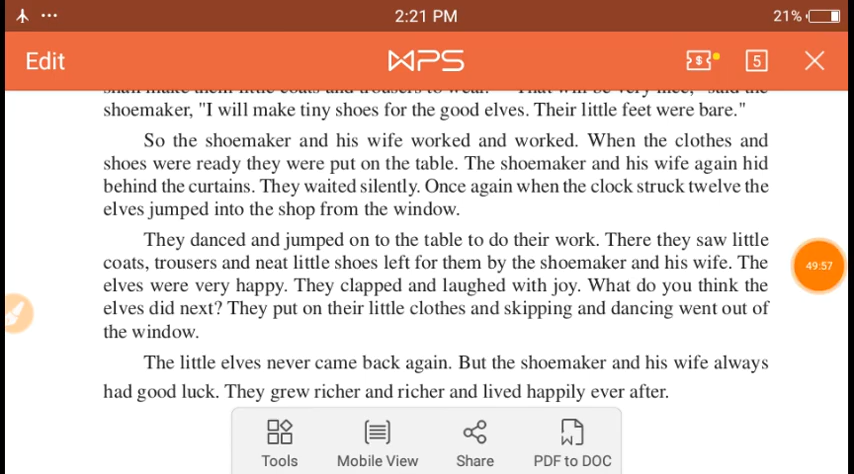 2:21 PM
21%
Edit
WPS
$
5
shoemaker, "I will make tiny shoes for the good elves. Their little feet were bare."
So the shoemaker and his wife worked and worked. When the clothes and
shoes were ready they were put on the table. The shoemaker and his wife again hid
behind the curtains. They waited silently. Once again when the clock struck twelve the
elves jumped into the shop from the window.
They danced and jumped on to the table to do their work. There they saw little
coats, trousers and neat little shoes left for them by the shoemaker and his wife. The
elves were very happy. They clapped and laughed with joy. What do you think the
elves did next? They put on their little clothes and skipping and dancing went out of
the window.
The little elves never came back again. But the shoemaker and his wife always
had good luck. They grew richer and richer and lived happily ever after.
49:57
Tools
Mobile View
Share
PDF to DOC